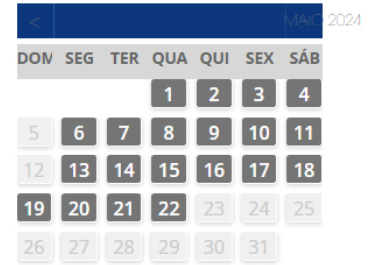 < MAIO 2024
DOM SEG TER QUA QUI SEX SÁB
1 2 3 4
5 6 7 8 9 10 11
12 13 14 15 16 17 18
19 20 21 22 23 24 25
26 27 28 29 30 31